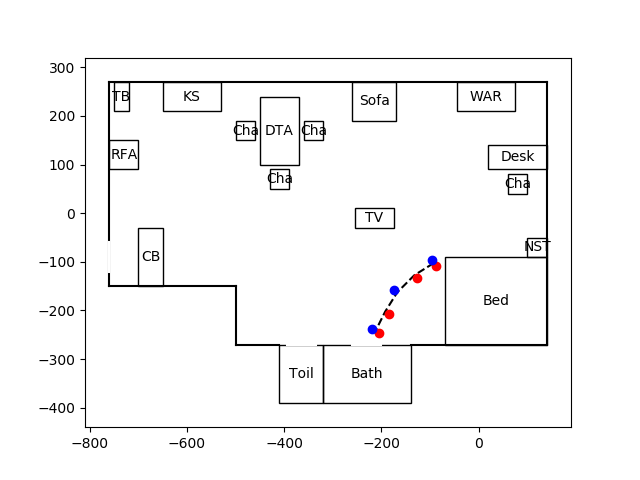 300
200
100
0
−100
−200
−300
−400
−800
−600
−400
−200
0
TB
KS
Sofa
WAR
Cha
DTA
Cha
RFA
Desk
Cha
Cha
TV
NST
CB
Bed
Toil
Bath